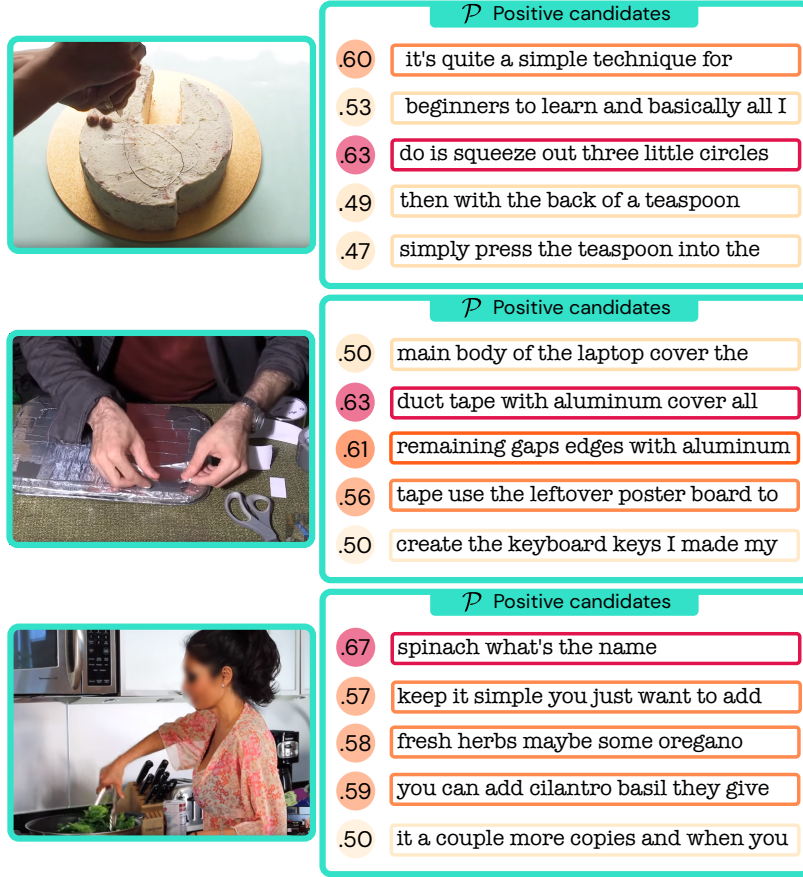 𝒫 Positive candidates
.60 it's quite a simple technique for
.53 beginners to learn and basically all I
.63 do is squeeze out three little circles
.49 then with the back of a teaspoon
.47 simply press the teaspoon into the
𝒫 Positive candidates
.50 main body of the laptop cover the
.63 duct tape with aluminum cover all
.61 remaining gaps edges with aluminum
.56 tape use the leftover poster board to
.50 create the keyboard keys I made my
𝒫 Positive candidates
.67 spinach what's the name
.57 keep it simple you just want to add
.58 fresh herbs maybe some oregano
.59 you can add cilantro basil they give
.50 it a couple more copies and when you